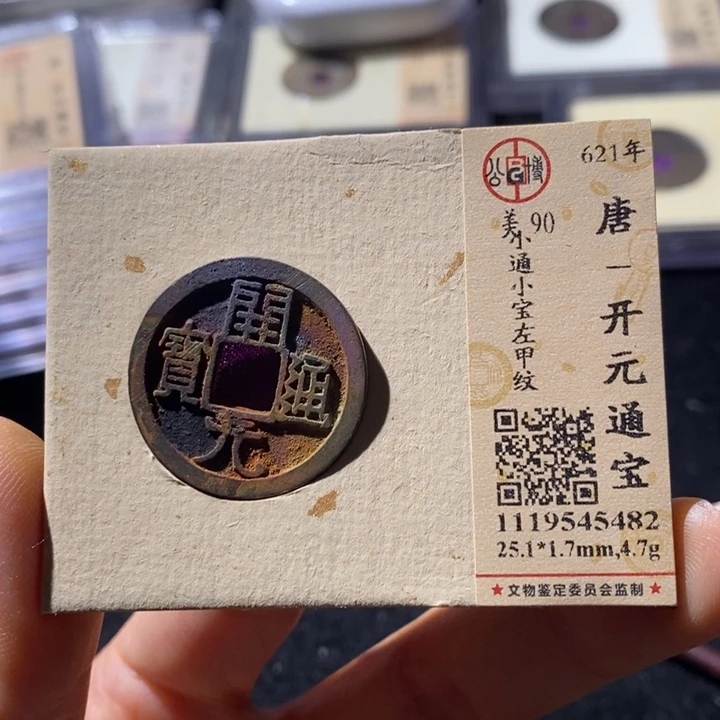 開
通
元
寶
公博
621年
唐一开元通宝
美90
小通小宝左甲纹
1119545482
25.1*1.7mm,4.7g
★文物鉴定委员会监制★